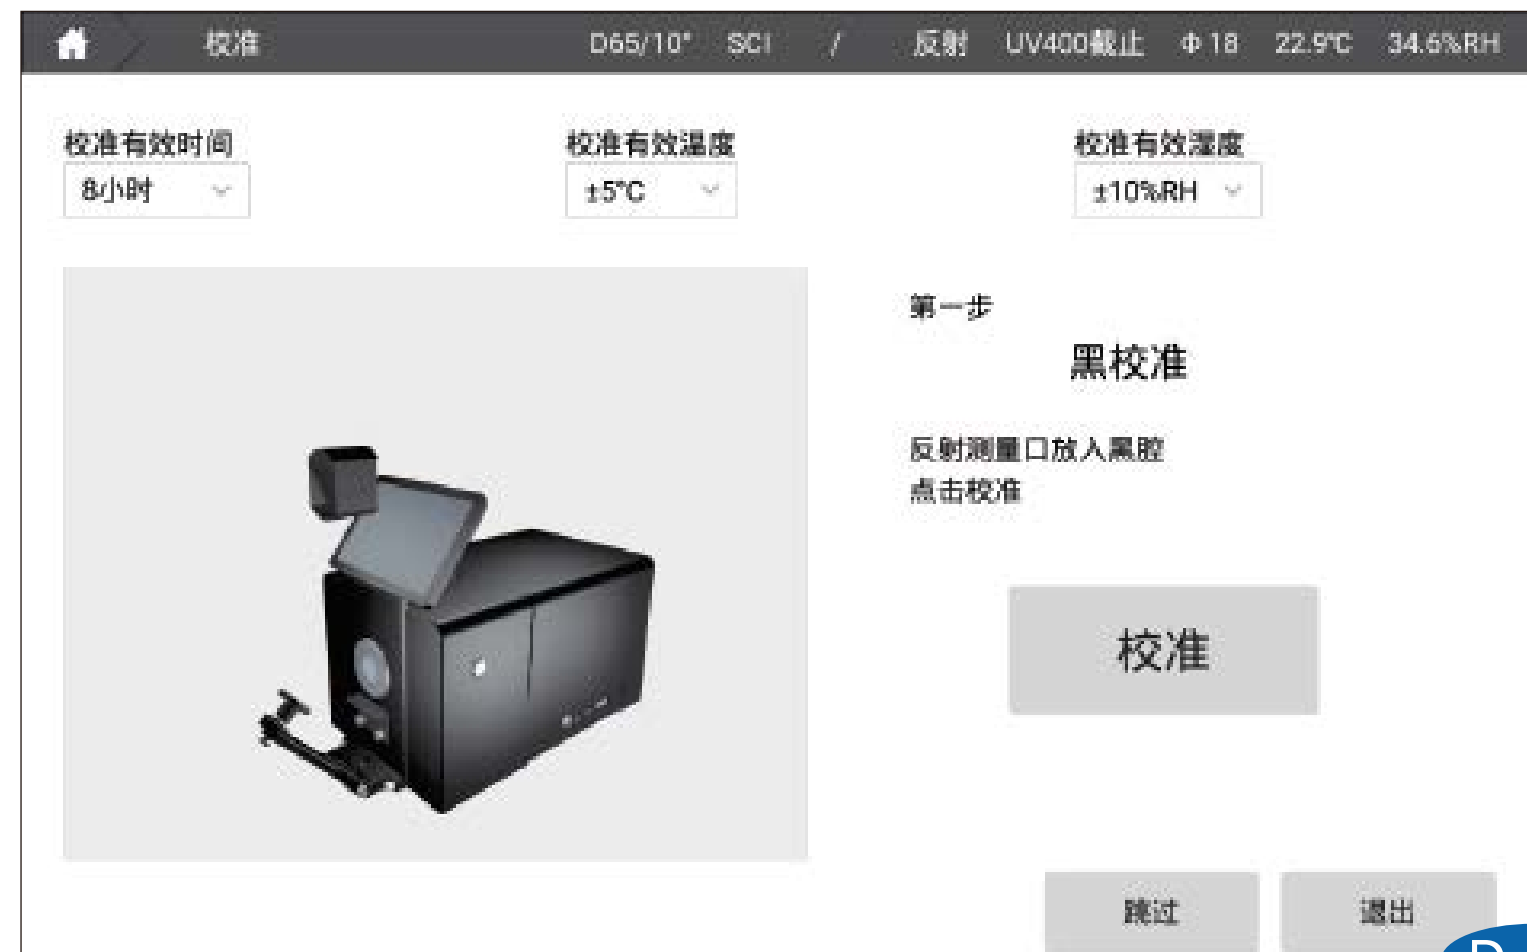 校准 D65/10° SCI / 反射 UV400截止 Φ18 22.9℃ 34.6%RH
校准有效时间 校准有效温度 校准有效湿度
8小时 ±5℃ ±10%RH
第一步
黑校准
反射测量口放入黑腔
点击校准
校准
跳过 退出